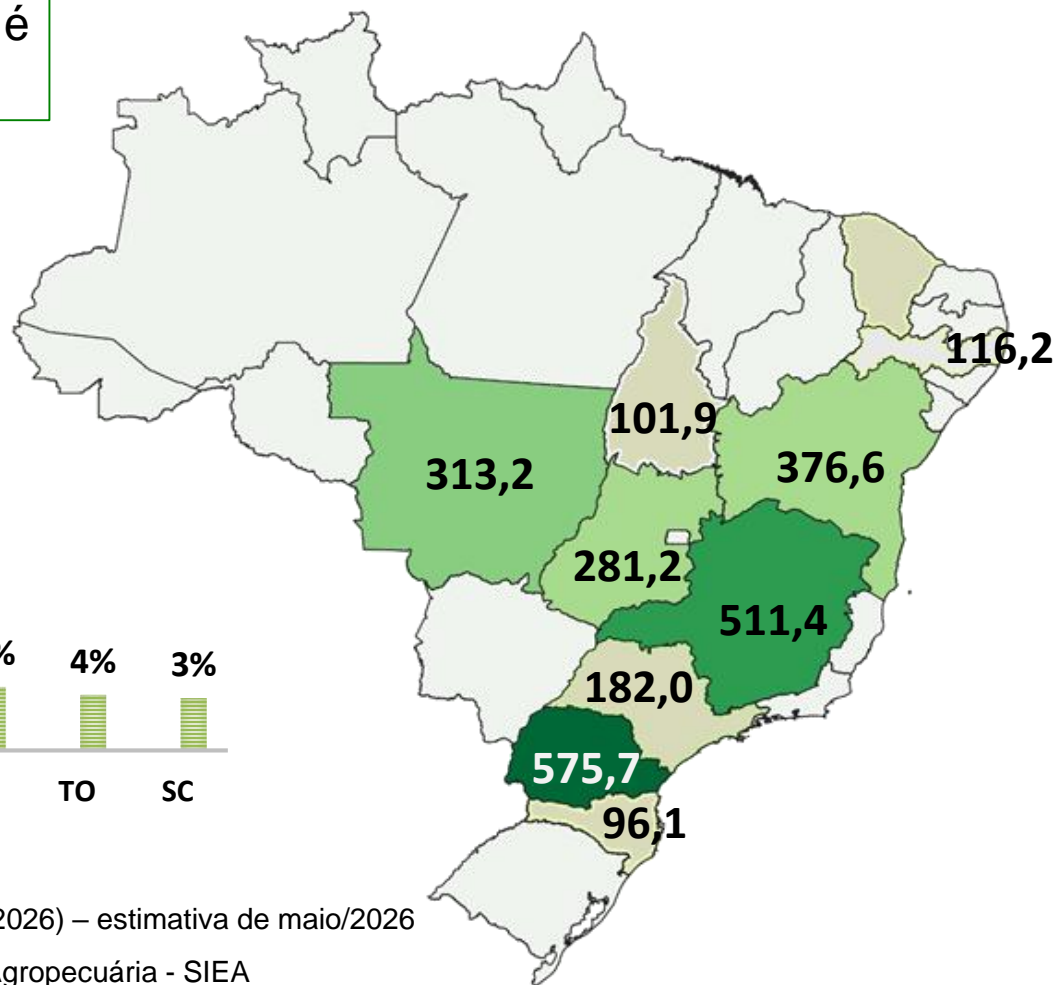 é
116,2
101,9
376,6
313,2
281,2
511,4
182,0
575,7
96,1
% 4% 3%
TO SC
2026) – estimativa de maio/2026
Agropecuária - SIEA